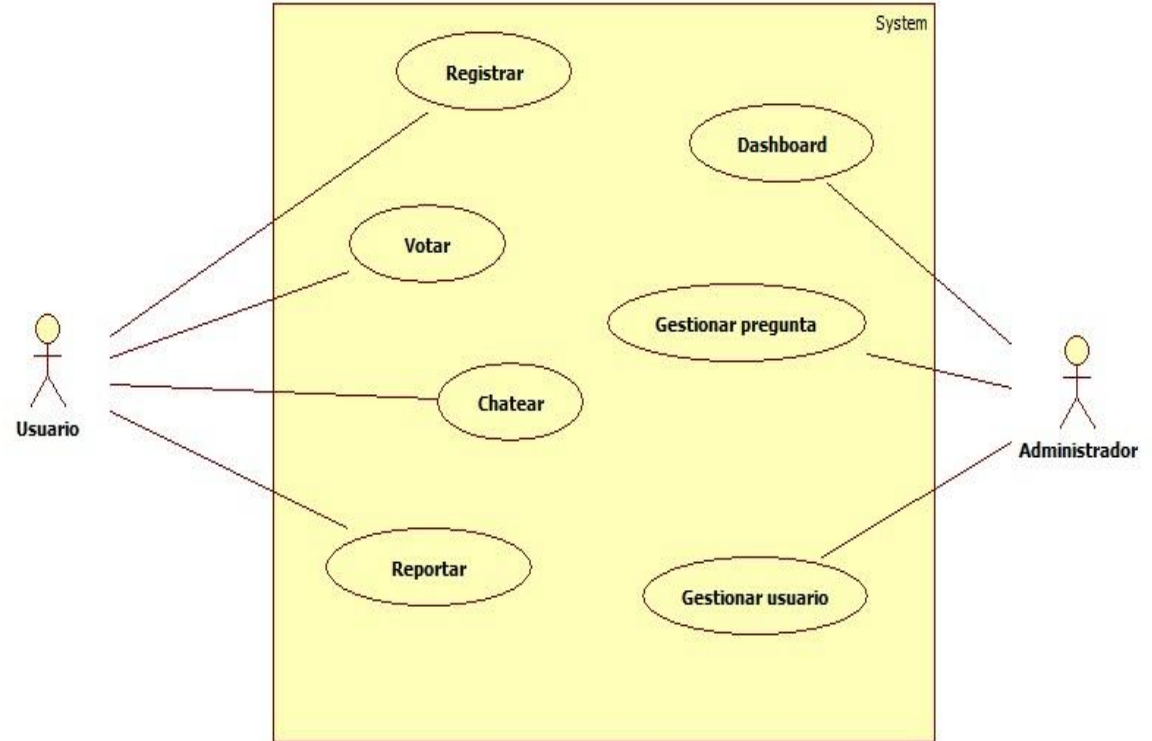 System
Registrar
Dashboard
Votar
Gestionar pregunta
Chatear
Usuario
Administrador
Reportar
Gestionar usuario